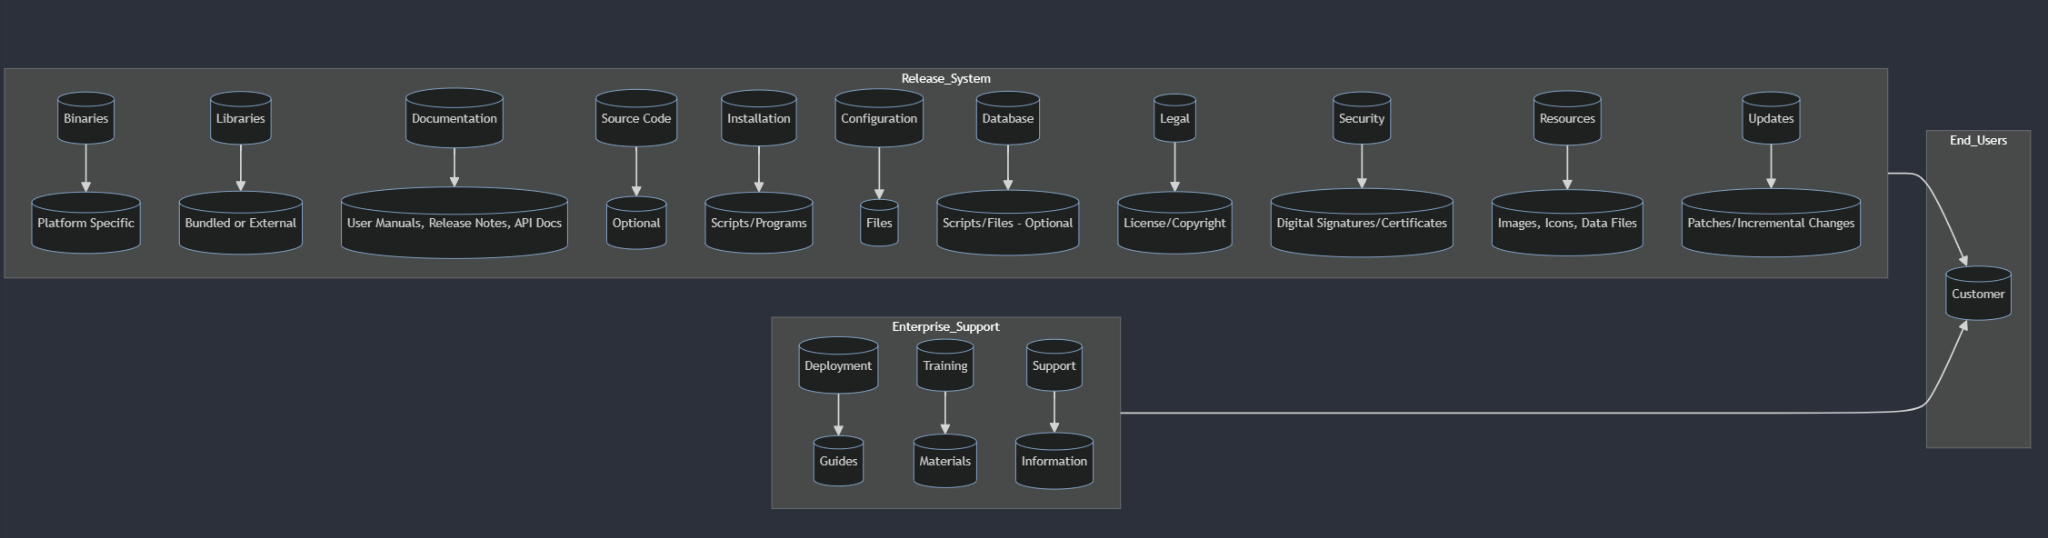 Release_System
Binaries
Libraries
Documentation
Source Code
Installation
Configuration
Database
Legal
Security
Resources
Updates
Platform Specific
Bundled or External
User Manuals, Release Notes, API Docs
Optional
Scripts/Programs
Files
Scripts/Files - Optional
License/Copyright
Digital Signatures/Certificates
Images, Icons, Data Files
Patches/Incremental Changes
End_Users
Customer
Enterprise_Support
Deployment
Training
Support
Guides
Materials
Information